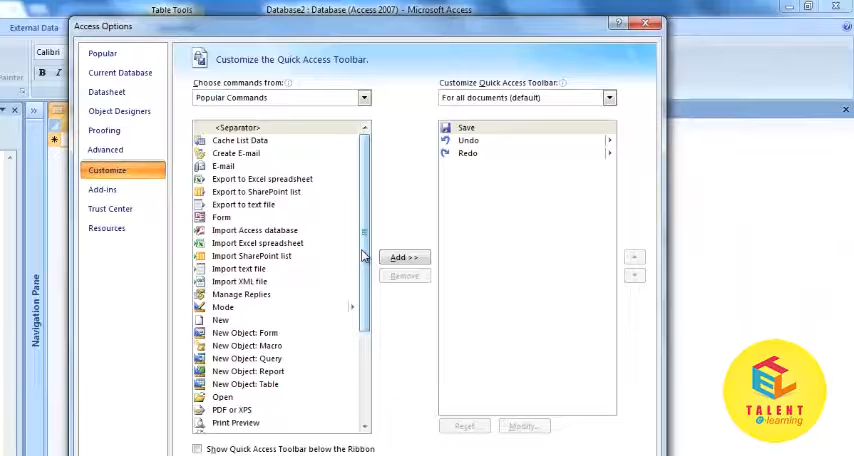 Table Tools
Database2 : Database (Access 2007) - Microsoft Access
External Data
Access Options
Calibri
Painter
B I
Popular
Current Database
Datasheet
Object Designers
Proofing
Advanced
Customize
Add-ins
Trust Center
Resources
Customize the Quick Access Toolbar.
Choose commands from:
Popular Commands
<Separator>
Cache List Data
Create E-mail
E-mail
Export to Excel spreadsheet
Export to SharePoint list
Export to text file
Form
Import Access database
Import Excel spreadsheet
Import SharePoint list
Import text file
Import XML file
Manage Replies
Mode
New
New Object: Form
New Object: Macro
New Object: Query
New Object: Report
New Object: Table
Open
PDF or XPS
Print Preview
Show Quick Access Toolbar below the Ribbon
Add >>
Remove
Customize Quick Access Toolbar:
For all documents (default)
Save
Undo
Redo
Reset...
Modify...
Navigation Pane
TEL
TALENT
e-learning